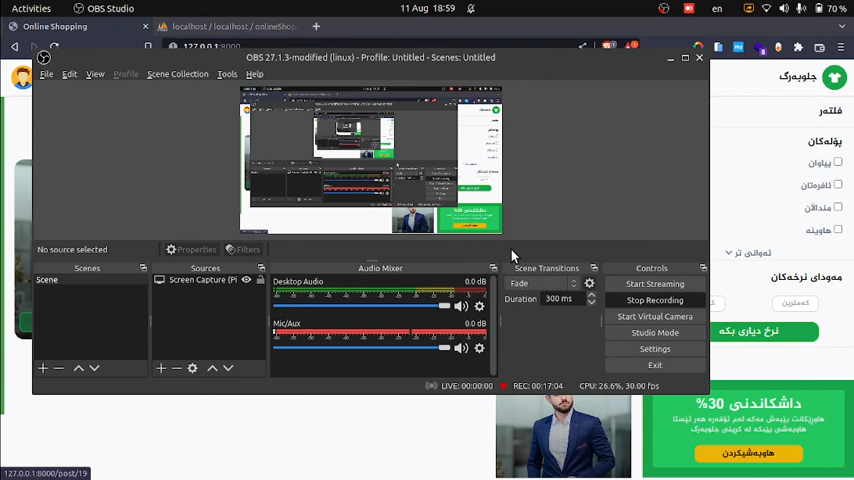 Activities
OBS Studio
11 Aug 18:59
en
70 %
Online Shopping
localhost / localhost / onlineShop
127.0.0.1:8000
OBS 27.1.3-modified (linux) - Profile: Untitled - Scenes: Untitled
File Edit View Profile Scene Collection Tools Help
جلوبەرگ
فلتەر
پۆلەکان
پیاوان
ئافرەتان
منداڵان
هاوینە
ئەوانی تر
مەودای نرخەکان
کەمترین
نرخ دیاری بکە
No source selected
Properties
Filters
Scenes
Sources
Audio Mixer
Scene Transitions
Controls
Scene
Screen Capture (Pi
Desktop Audio
0.0 dB
Mic/Aux
0.0 dB
Fade
Duration
300 ms
Start Streaming
Stop Recording
Start Virtual Camera
Studio Mode
Settings
Exit
LIVE: 00:00:00
REC: 00:17:04
CPU: 26.6%, 30.00 fps
داشکاندنی 30%
هاوبەشیکردن
127.0.0.1:8000/post/19